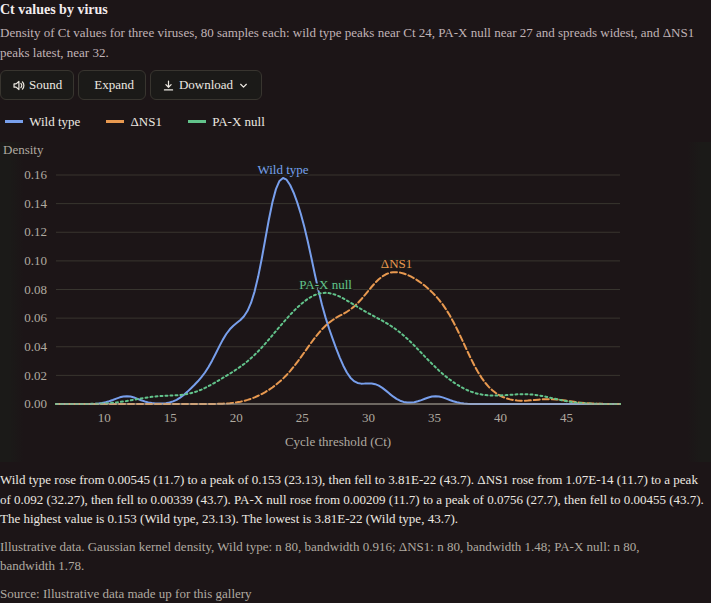 Ct values by virus
Density of Ct values for three viruses, 80 samples each: wild type peaks near Ct 24, PA-X null near 27 and spreads widest, and ΔNS1
peaks latest, near 32.
Sound Expand Download
Wild type ΔNS1 PA-X null
Density
Wild type
0.16
0.14
0.12
0.10
ΔNS1
0.08
PA-X null
0.06
0.04
0.02
0.00
10 15 20 25 30 35 40 45
Cycle threshold (Ct)
Wild type rose from 0.00545 (11.7) to a peak of 0.153 (23.13), then fell to 3.81E-22 (43.7). ΔNS1 rose from 1.07E-14 (11.7) to a peak
of 0.092 (32.27), then fell to 0.00339 (43.7). PA-X null rose from 0.00209 (11.7) to a peak of 0.0756 (27.7), then fell to 0.00455 (43.7).
The highest value is 0.153 (Wild type, 23.13). The lowest is 3.81E-22 (Wild type, 43.7).
Illustrative data. Gaussian kernel density, Wild type: n 80, bandwidth 0.916; ΔNS1: n 80, bandwidth 1.48; PA-X null: n 80,
bandwidth 1.78.
Source: Illustrative data made up for this gallery